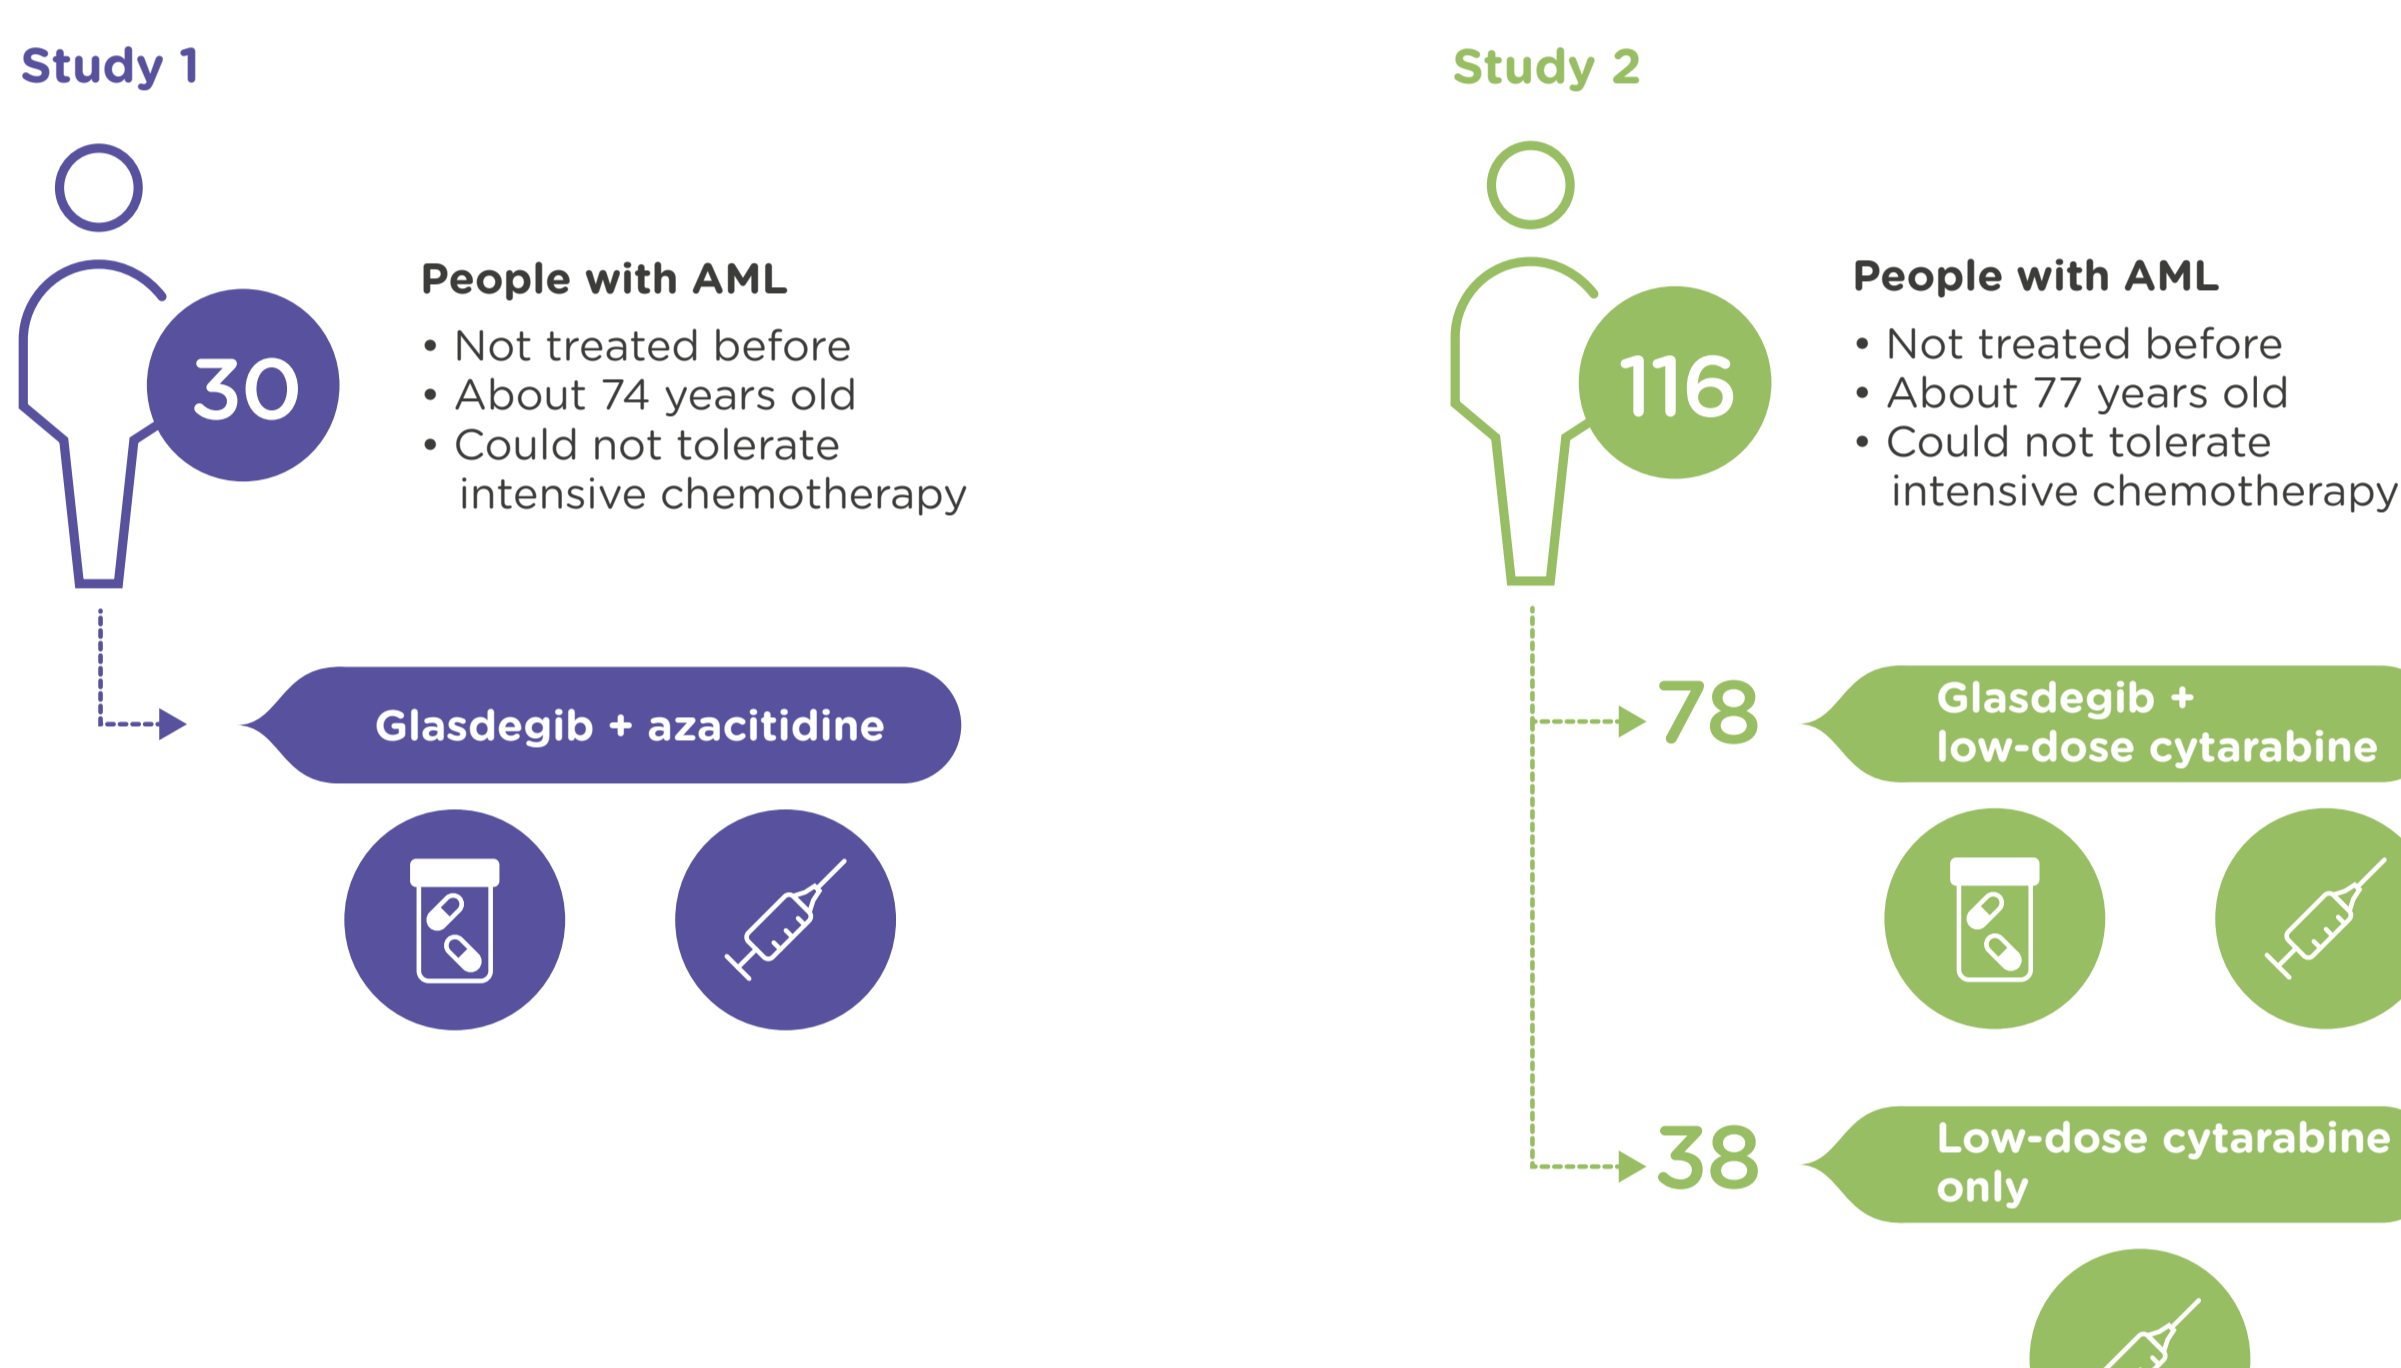 Study 1
30
People with AML
• Not treated before
• About 74 years old
• Could not tolerate
intensive chemotherapy
Glasdegib + azacitidine
Study 2
116
People with AML
• Not treated before
• About 77 years old
• Could not tolerate
intensive chemotherapy
78
Glasdegib +
low-dose cytarabine
38
Low-dose cytarabine
only